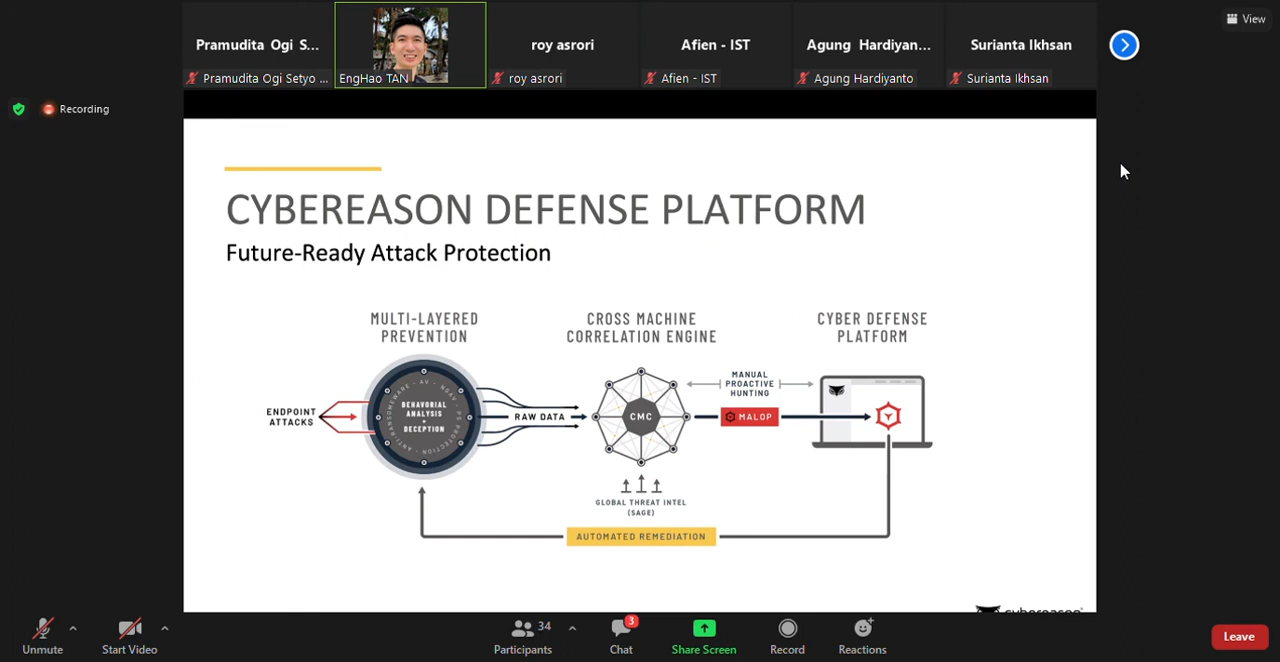 Pramudita Ogi S...
roy asrori
Afien - IST
Agung Hardiyan...
Surianta Ikhsan
View
Pramudita Ogi Setyo ...
EngHao TAN
roy asrori
Afien - IST
Agung Hardiyanto
Surianta Ikhsan
Recording
CYBEREASON DEFENSE PLATFORM
Future-Ready Attack Protection
MULTI-LAYERED
PREVENTION
CROSS MACHINE
CORRELATION ENGINE
CYBER DEFENSE
PLATFORM
ENDPOINT
ATTACKS
BEHAVORIAL
ANALYSIS
+
DECEPTION
RAW DATA
CMC
MANUAL
PROACTIVE
HUNTING
MALOP
GLOBAL THREAT INTEL
(SAGE)
AUTOMATED REMEDIATION
cybereason
Unmute
Start Video
34
Participants
3
Chat
Share Screen
Record
Reactions
Leave